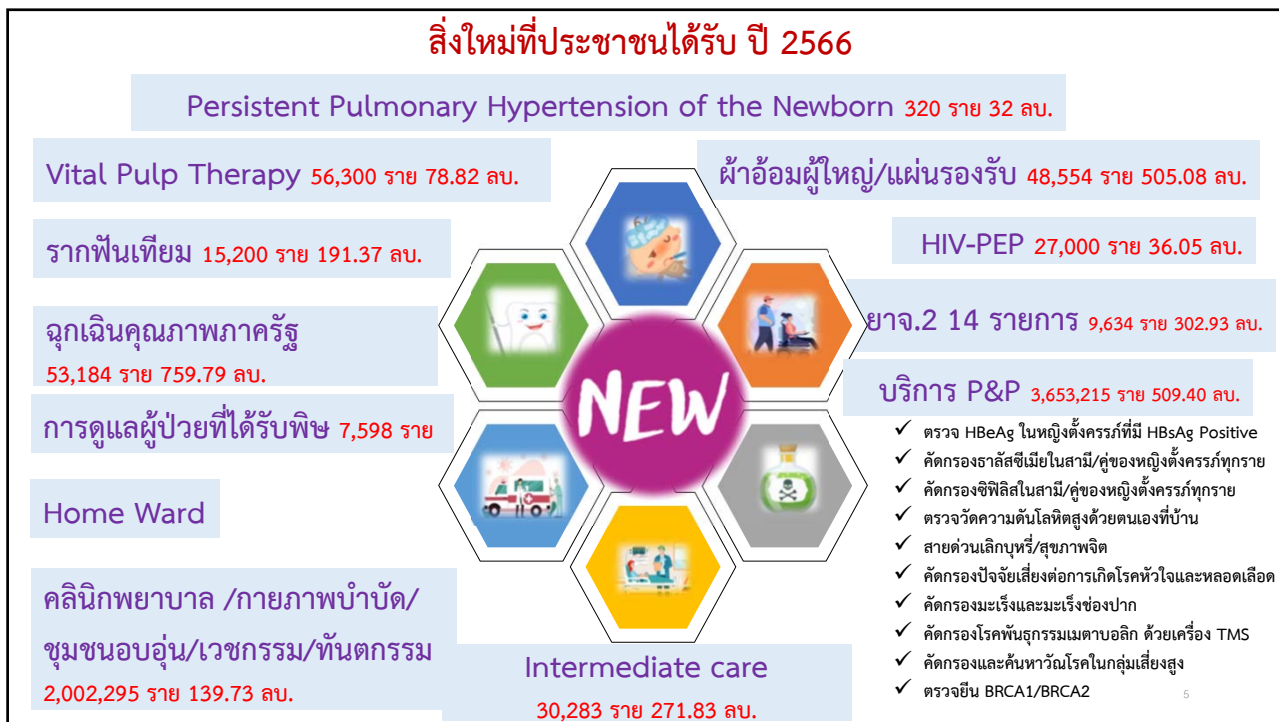 สิ่งใหม่ที่ประชาชนได้รับ ปี 2566
Persistent Pulmonary Hypertension of the Newborn 320 ราย 32 ลบ.
Vital Pulp Therapy 56,300 ราย 78.82 ลบ.
รากฟันเทียม 15,200 ราย 191.37 ลบ.
ฉุกเฉินคุณภาพภาครัฐ
53,184 ราย 759.79 ลบ.
การดูแลผู้ป่วยที่ได้รับพิษ 7,598 ราย
Home Ward
คลินิกพยาบาล /กายภาพบำบัด/
ชุมชนอบอุ่น/เวชกรรม/ทันตกรรม
2,002,295 ราย 139.73 ลบ.
NEW
Intermediate care
30,283 ราย 271.83 ลบ.
ผ้าอ้อมผู้ใหญ่/แผ่นรองรับ 48,554 ราย 505.08 ลบ.
HIV-PEP 27,000 ราย 36.05 ลบ.
ยาจ.2 14 รายการ 9,634 ราย 302.93 ลบ.
บริการ P&P 3,653,215 ราย 509.40 ลบ.
✓ ตรวจ HBeAg ในหญิงตั้งครรภ์ที่มี HBsAg Positive
✓ คัดกรองธาลัสซีเมียในสามี/คู่ของหญิงตั้งครรภ์ทุกราย
✓ คัดกรองซิฟิลิสในสามี/คู่ของหญิงตั้งครรภ์ทุกราย
✓ ตรวจวัดความดันโลหิตสูงด้วยตนเองที่บ้าน
✓ สายด่วนเลิกบุหรี่/สุขภาพจิต
✓ คัดกรองปัจจัยเสี่ยงต่อการเกิดโรคหัวใจและหลอดเลือด
✓ คัดกรองมะเร็งและมะเร็งช่องปาก
✓ คัดกรองโรคพันธุกรรมเมตาบอลิก ด้วยเครื่อง TMS
✓ คัดกรองและค้นหาวัณโรคในกลุ่มเสี่ยงสูง
✓ ตรวจยีน BRCA1/BRCA2
5